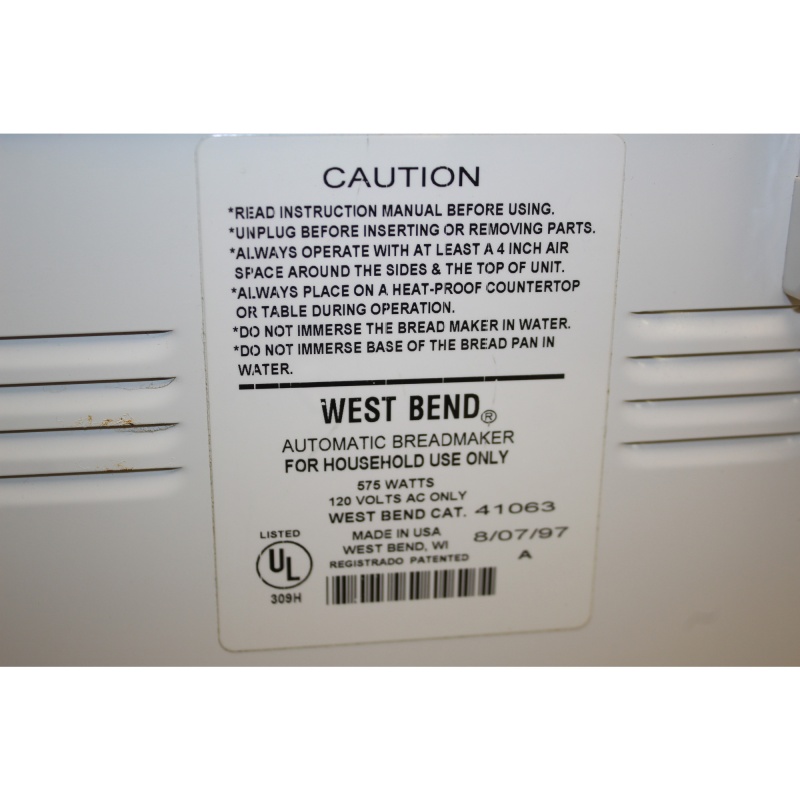 CAUTION
*READ INSTRUCTION MANUAL BEFORE USING.
*UNPLUG BEFORE INSERTING OR REMOVING PARTS.
*ALWAYS OPERATE WITH AT LEAST A 4 INCH AIR
SPACE AROUND THE SIDES & THE TOP OF UNIT.
*ALWAYS PLACE ON A HEAT-PROOF COUNTERTOP
OR TABLE DURING OPERATION.
*DO NOT IMMERSE THE BREAD MAKER IN WATER.
*DO NOT IMMERSE BASE OF THE BREAD PAN IN
WATER.
WEST BEND®
AUTOMATIC BREADMAKER
FOR HOUSEHOLD USE ONLY
575 WATTS
120 VOLTS AC ONLY
WEST BEND CAT. 41063
MADE IN USA 8/07/97
WEST BEND, WI A
REGISTRADO PATENTED
LISTED
UL
309H